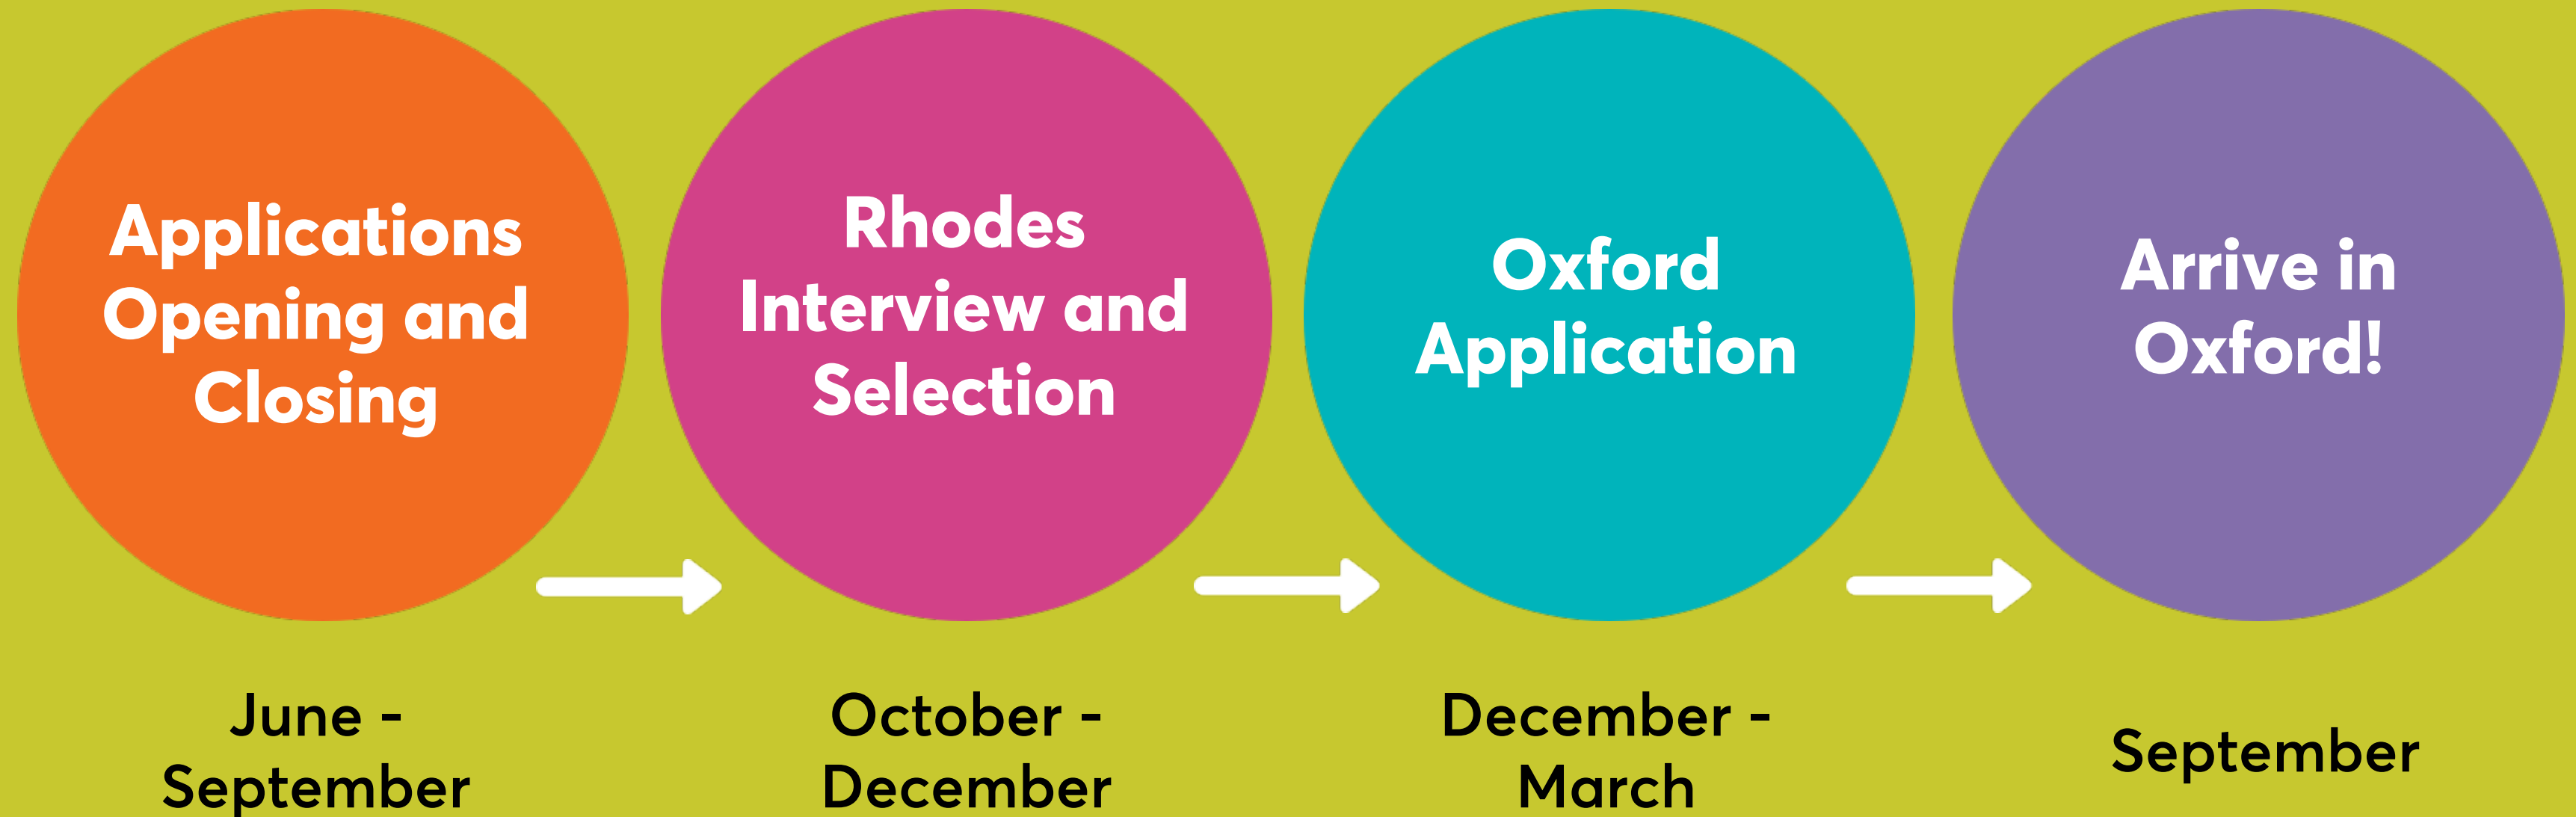 Applications
Opening and
Closing
June -
September
Rhodes
Interview and
Selection
October -
December
Oxford
Application
December -
March
Arrive in
Oxford!
September